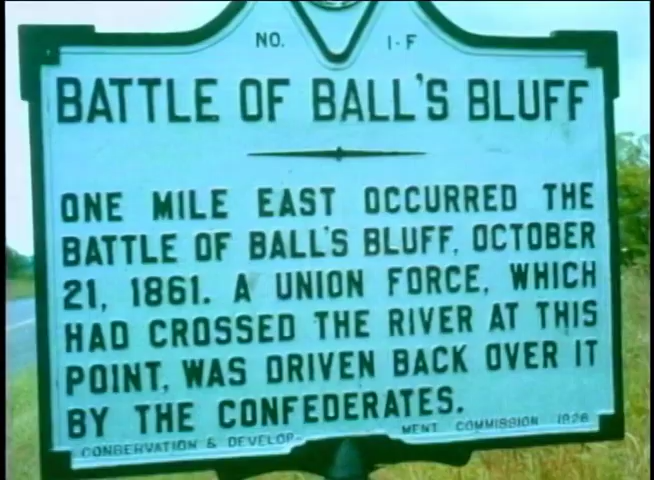 NO. I-F
BATTLE OF BALL'S BLUFF
ONE MILE EAST OCCURRED THE
BATTLE OF BALL'S BLUFF, OCTOBER
21, 1861. A UNION FORCE, WHICH
HAD CROSSED THE RIVER AT THIS
POINT, WAS DRIVEN BACK OVER IT
BY THE CONFEDERATES.
CONSERVATION & DEVELOP- MENT COMMISSION 1928